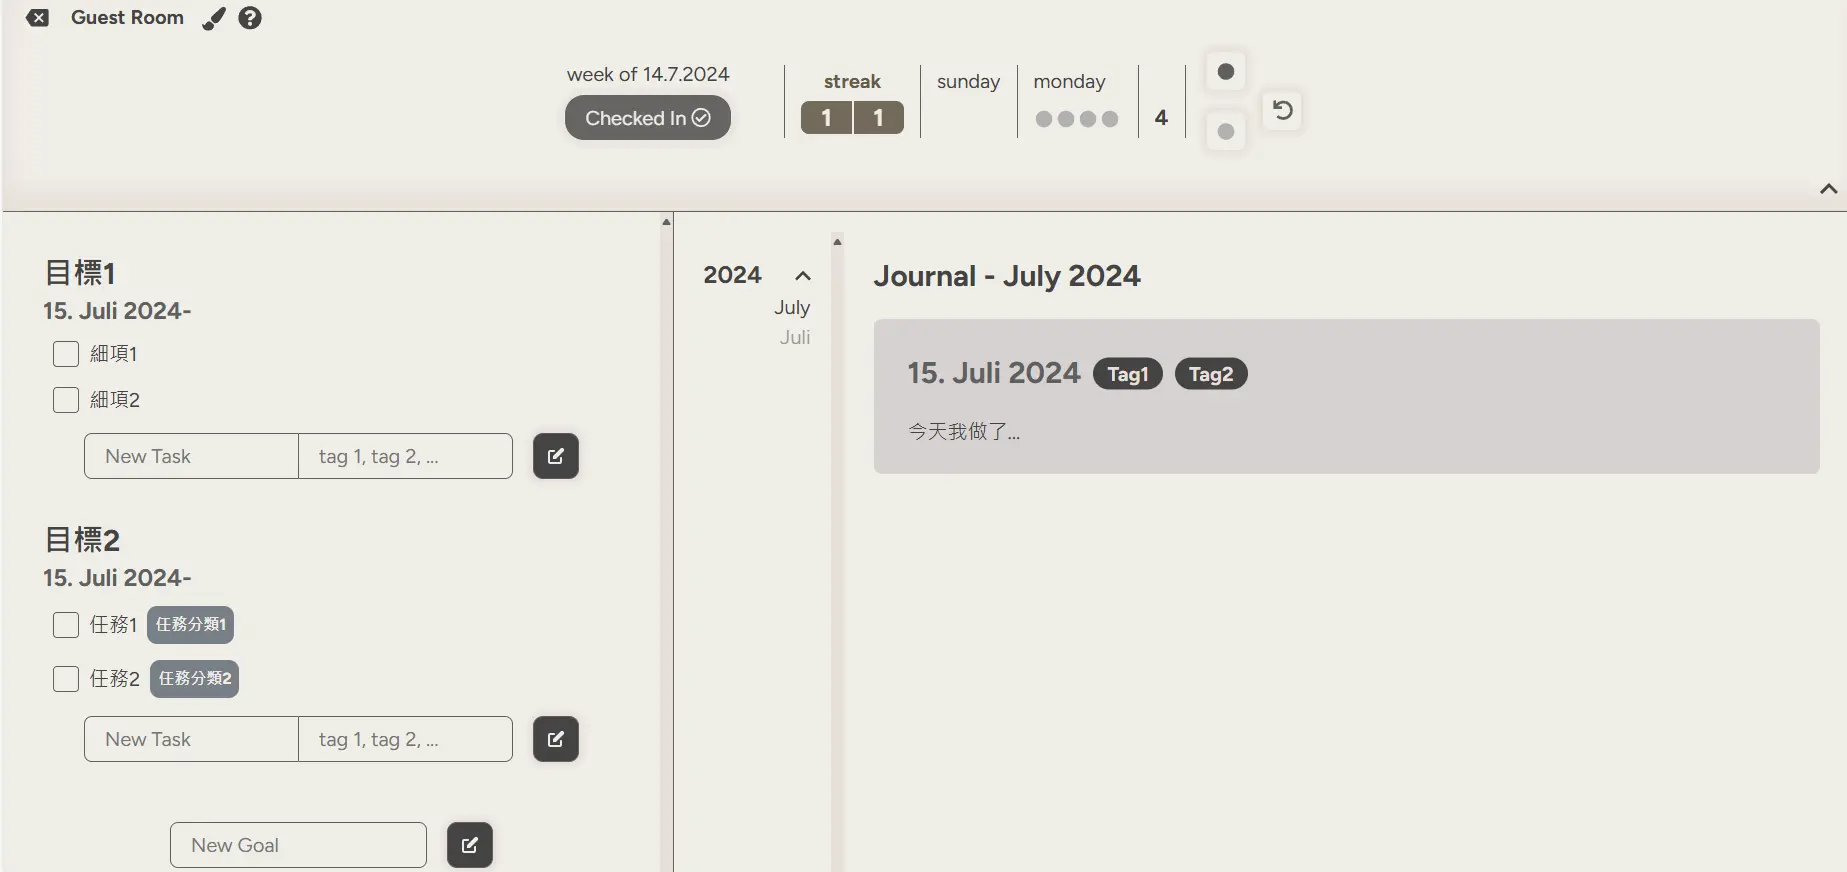 Guest Room
week of 14.7.2024
Checked In
streak
1 1
sunday
monday
4
目標1
15. Juli 2024-
細項1
細項2
New Task
tag 1, tag 2, ...
目標2
15. Juli 2024-
任務1 任務分類1
任務2 任務分類2
New Task
tag 1, tag 2, ...
New Goal
2024
July
Juli
Journal - July 2024
15. Juli 2024 Tag1 Tag2
今天我做了...